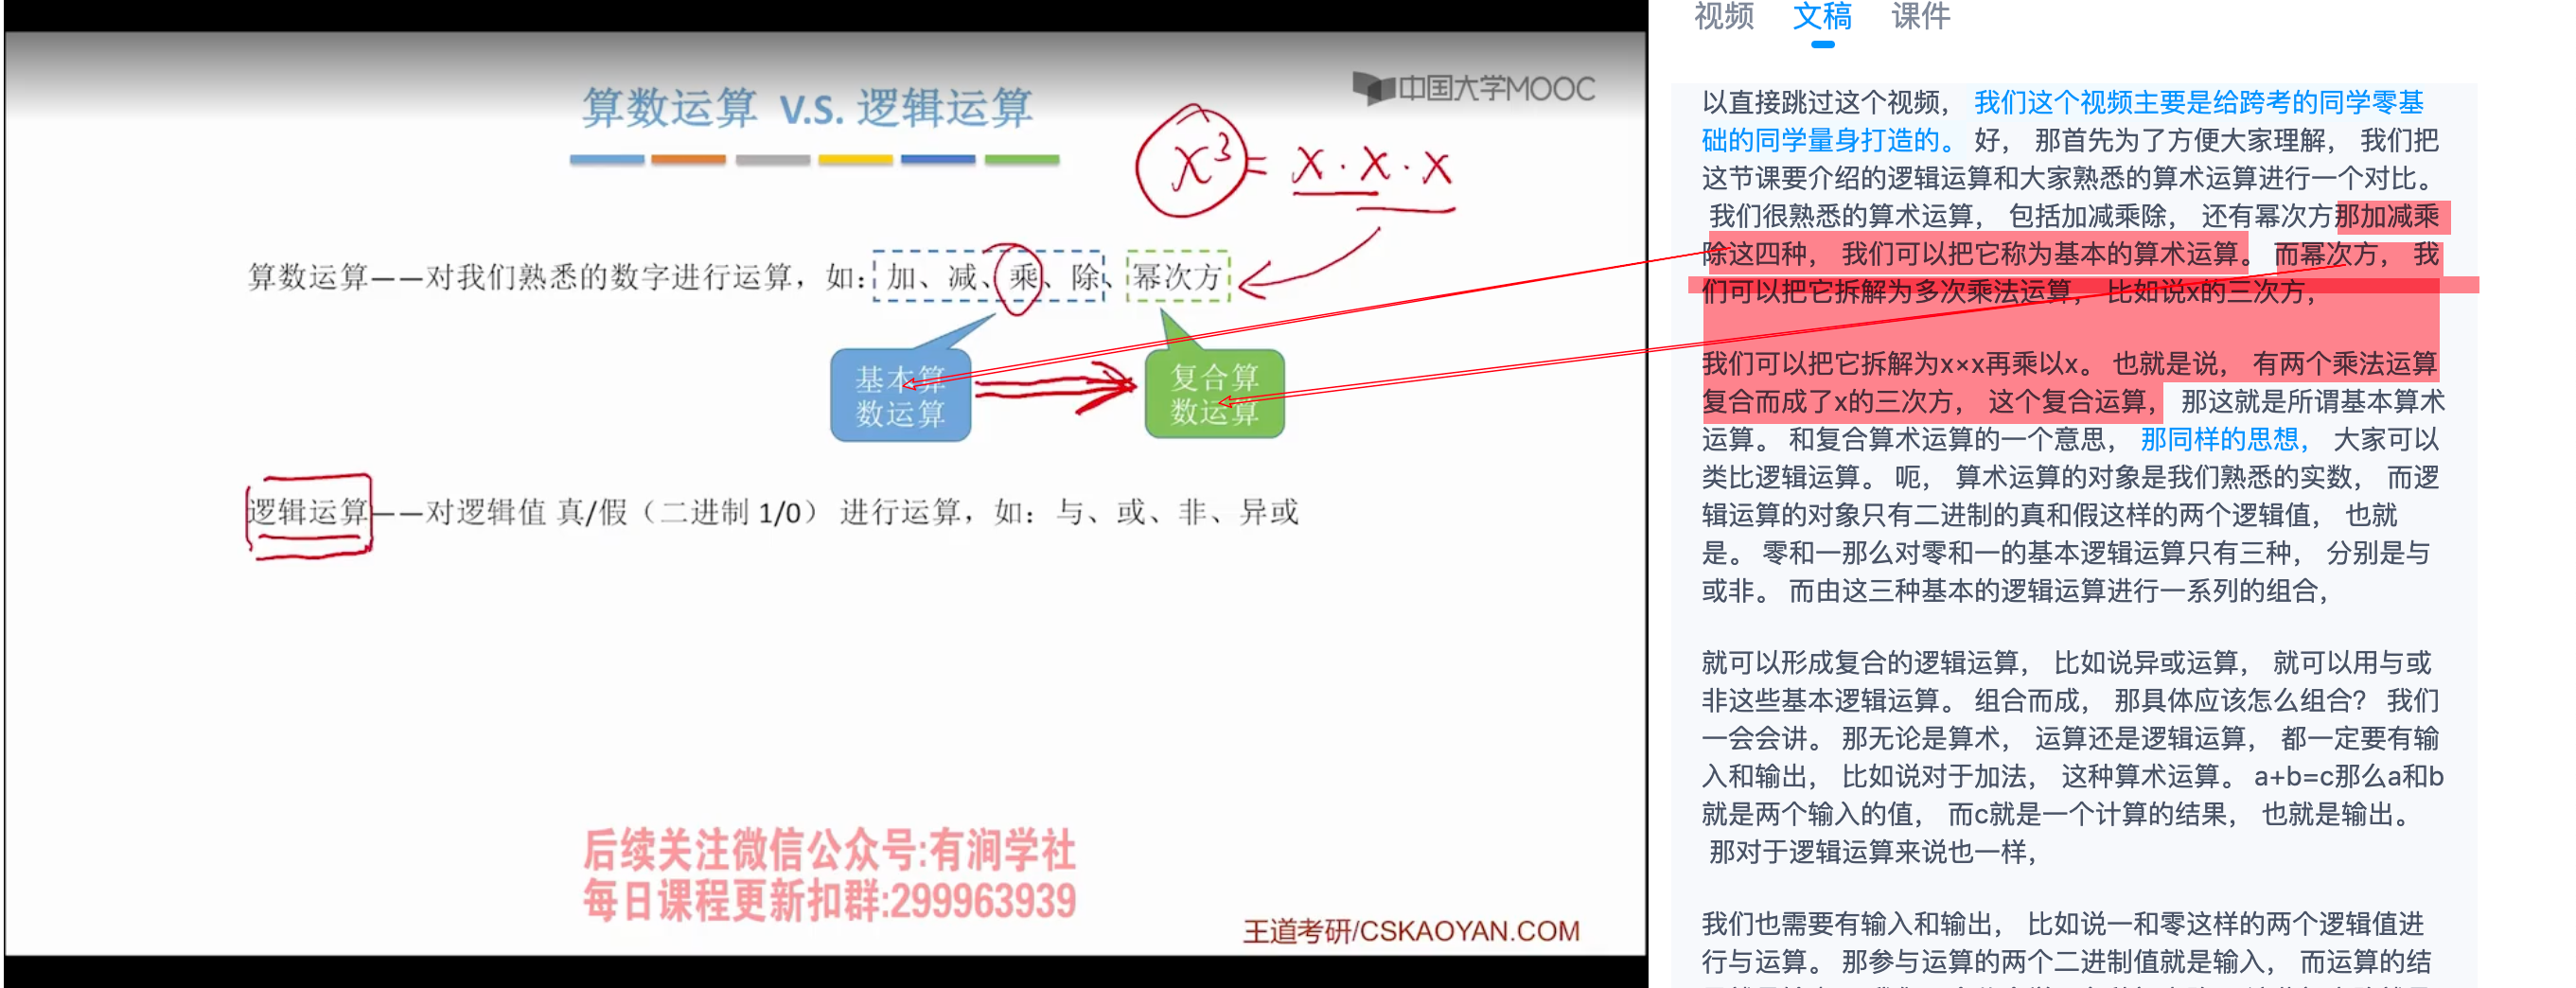 算数运算 V.S. 逻辑运算
中国大学MOOC
x³ = x · x · x
算数运算——对我们熟悉的数字进行运算，如：加、减、乘、除、幂次方
基本算
数运算
复合算
数运算
逻辑运算——对逻辑值 真/假（二进制 1/0） 进行运算，如：与、或、非、异或
后续关注微信公众号:有涧学社
每日课程更新扣群:299963939
王道考研/CSKAOYAN.COM
视频 文稿 课件
以直接跳过这个视频， 我们这个视频主要是给跨考的同学零基
础的同学量身打造的。 好， 那首先为了方便大家理解， 我们把
这节课要介绍的逻辑运算和大家熟悉的算术运算进行一个对比。
我们很熟悉的算术运算， 包括加减乘除， 还有幂次方那加减乘
除这四种， 我们可以把它称为基本的算术运算。 而幂次方， 我
们可以把它拆解为多次乘法运算， 比如说x的三次方，
我们可以把它拆解为x×x再乘以x。 也就是说， 有两个乘法运算
复合而成了x的三次方， 这个复合运算， 那这就是所谓基本算术
运算。 和复合算术运算的一个意思， 那同样的思想， 大家可以
类比逻辑运算。 呃， 算术运算的对象是我们熟悉的实数， 而逻
辑运算的对象只有二进制的真和假这样的两个逻辑值， 也就
是。 零和一那么对零和一的基本逻辑运算只有三种， 分别是与
或非。 而由这三种基本的逻辑运算进行一系列的组合，
就可以形成复合的逻辑运算， 比如说异或运算， 就可以用与或
非这些基本逻辑运算。 组合而成， 那具体应该怎么组合？ 我们
一会会讲。 那无论是算术， 运算还是逻辑运算， 都一定要有输
入和输出， 比如说对于加法， 这种算术运算。 a+b=c那么a和b
就是两个输入的值， 而c就是一个计算的结果， 也就是输出。
那对于逻辑运算来说也一样，
我们也需要有输入和输出， 比如说一和零这样的两个逻辑值进
行与运算。 那参与运算的两个二进制值就是输入， 而运算的结